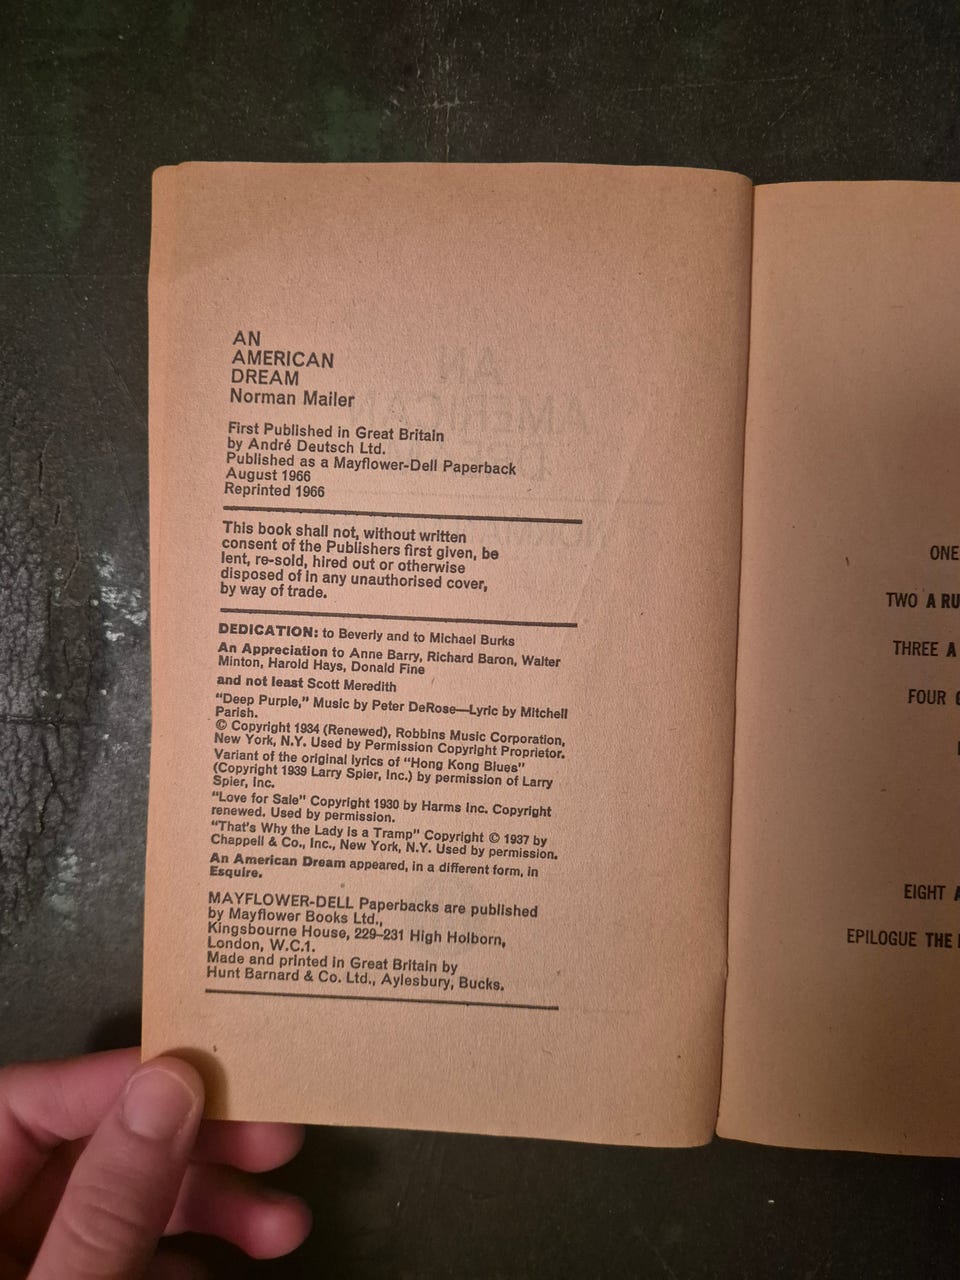 AN
AMERICAN
DREAM
Norman Mailer
First Published in Great Britain
by André Deutsch Ltd.
Published as a Mayflower-Dell Paperback
August 1966
Reprinted 1966
This book shall not, without written
consent of the Publishers first given, be
lent, re-sold, hired out or otherwise
disposed of in any unauthorised cover,
by way of trade.
DEDICATION: to Beverly and to Michael Burks
An Appreciation to Anne Barry, Richard Baron, Walter
Minton, Harold Hays, Donald Fine
and not least Scott Meredith
"Deep Purple," Music by Peter DeRose—Lyric by Mitchell
Parish.
© Copyright 1934 (Renewed), Robbins Music Corporation,
New York, N.Y. Used by Permission Copyright Proprietor.
Variant of the original lyrics of "Hong Kong Blues"
(Copyright 1939 Larry Spier, Inc.) by permission of Larry
Spier, Inc.
"Love for Sale" Copyright 1930 by Harms Inc. Copyright
renewed. Used by permission.
"That's Why the Lady is a Tramp" Copyright © 1937 by
Chappell & Co., Inc., New York, N.Y. Used by permission.
An American Dream appeared, in a different form, in
Esquire.
MAYFLOWER-DELL Paperbacks are published
by Mayflower Books Ltd.,
Kingsbourne House, 229–231 High Holborn,
London, W.C.1.
Made and printed in Great Britain by
Hunt Barnard & Co. Ltd., Aylesbury, Bucks.
ONE
TWO A RU
THREE A
FOUR
EIGHT A
EPILOGUE THE